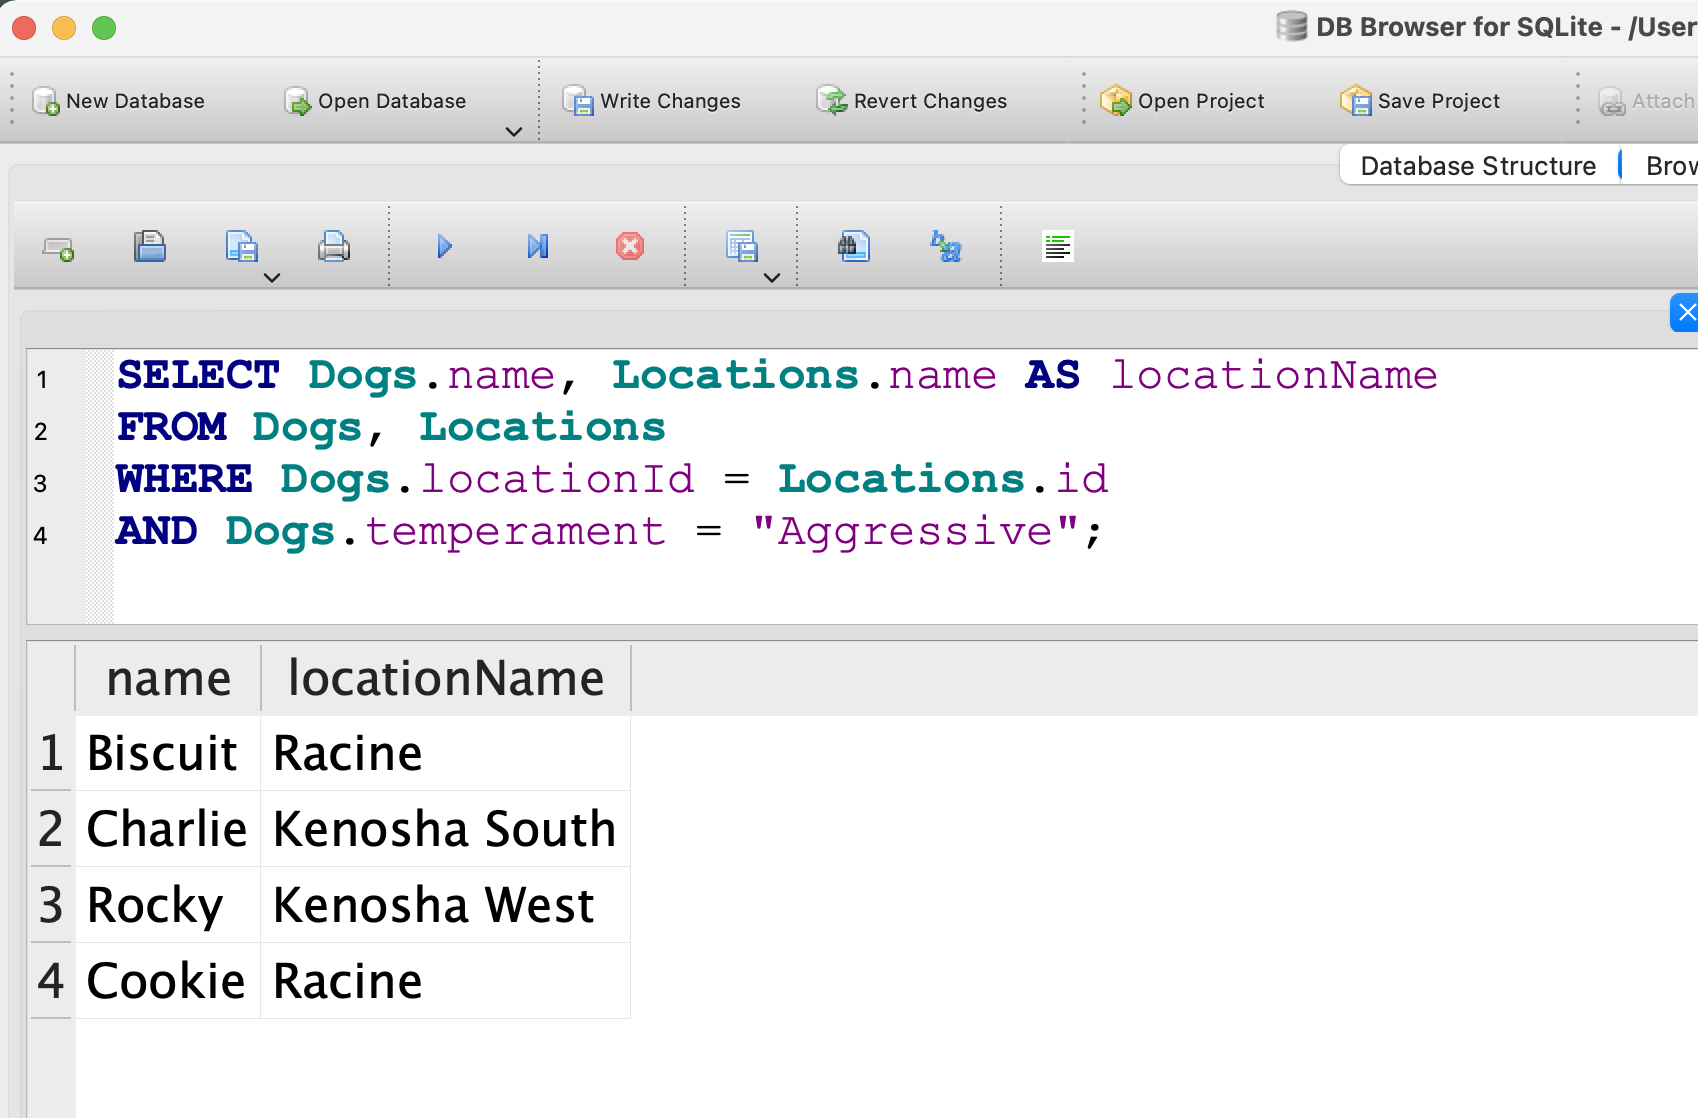 DB Browser for SQLite - /User
New Database Open Database Write Changes Revert Changes Open Project Save Project Attach
Database Structure Brow
1 SELECT Dogs.name, Locations.name AS locationName
2 FROM Dogs, Locations
3 WHERE Dogs.locationId = Locations.id
4 AND Dogs.temperament = "Aggressive";
name locationName
1 Biscuit Racine
2 Charlie Kenosha South
3 Rocky Kenosha West
4 Cookie Racine